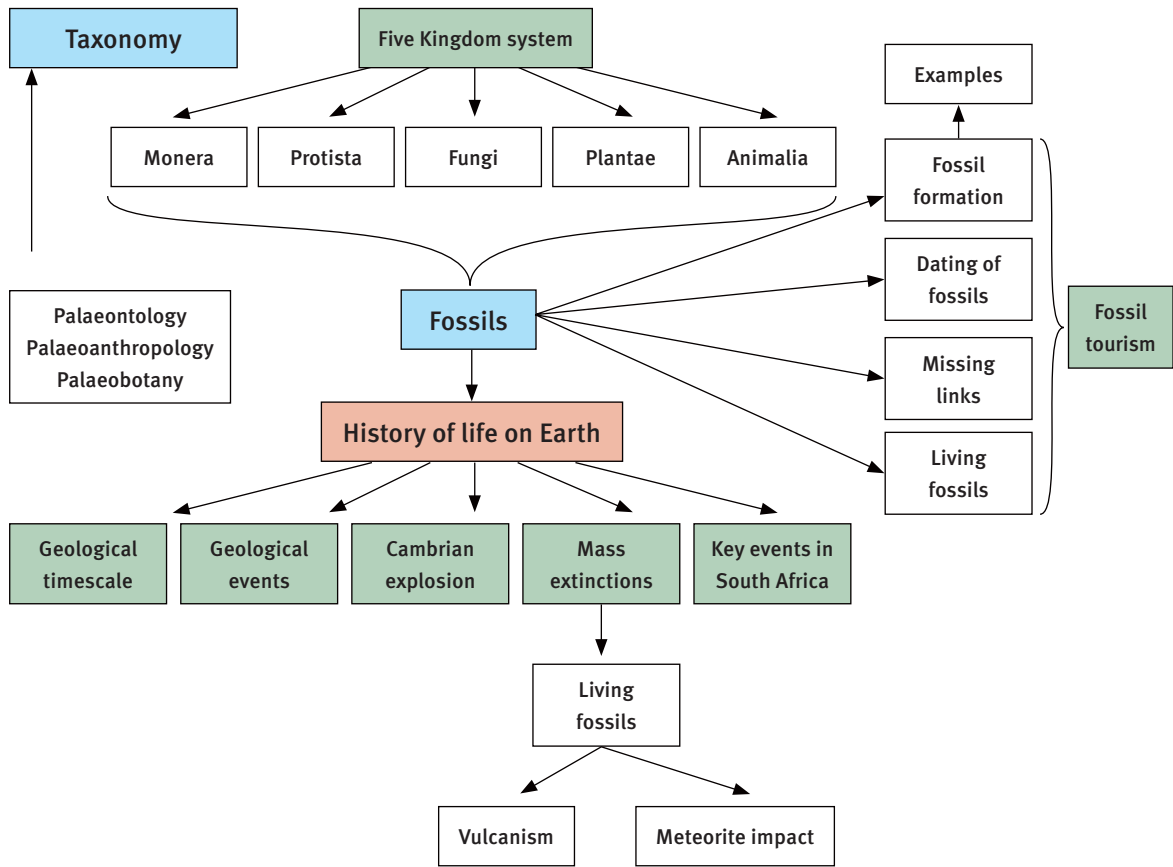 Taxonomy
Five Kingdom system
Examples
Monera
Protista
Fungi
Plantae
Animalia
Fossil
formation
Dating of
fossils
Palaeontology
Palaeoanthropology
Palaeobotany
Fossils
Fossil
tourism
Missing
links
History of life on Earth
Living
fossils
Geological
timescale
Geological
events
Cambrian
explosion
Mass
extinctions
Key events in
South Africa
Living
fossils
Vulcanism
Meteorite impact